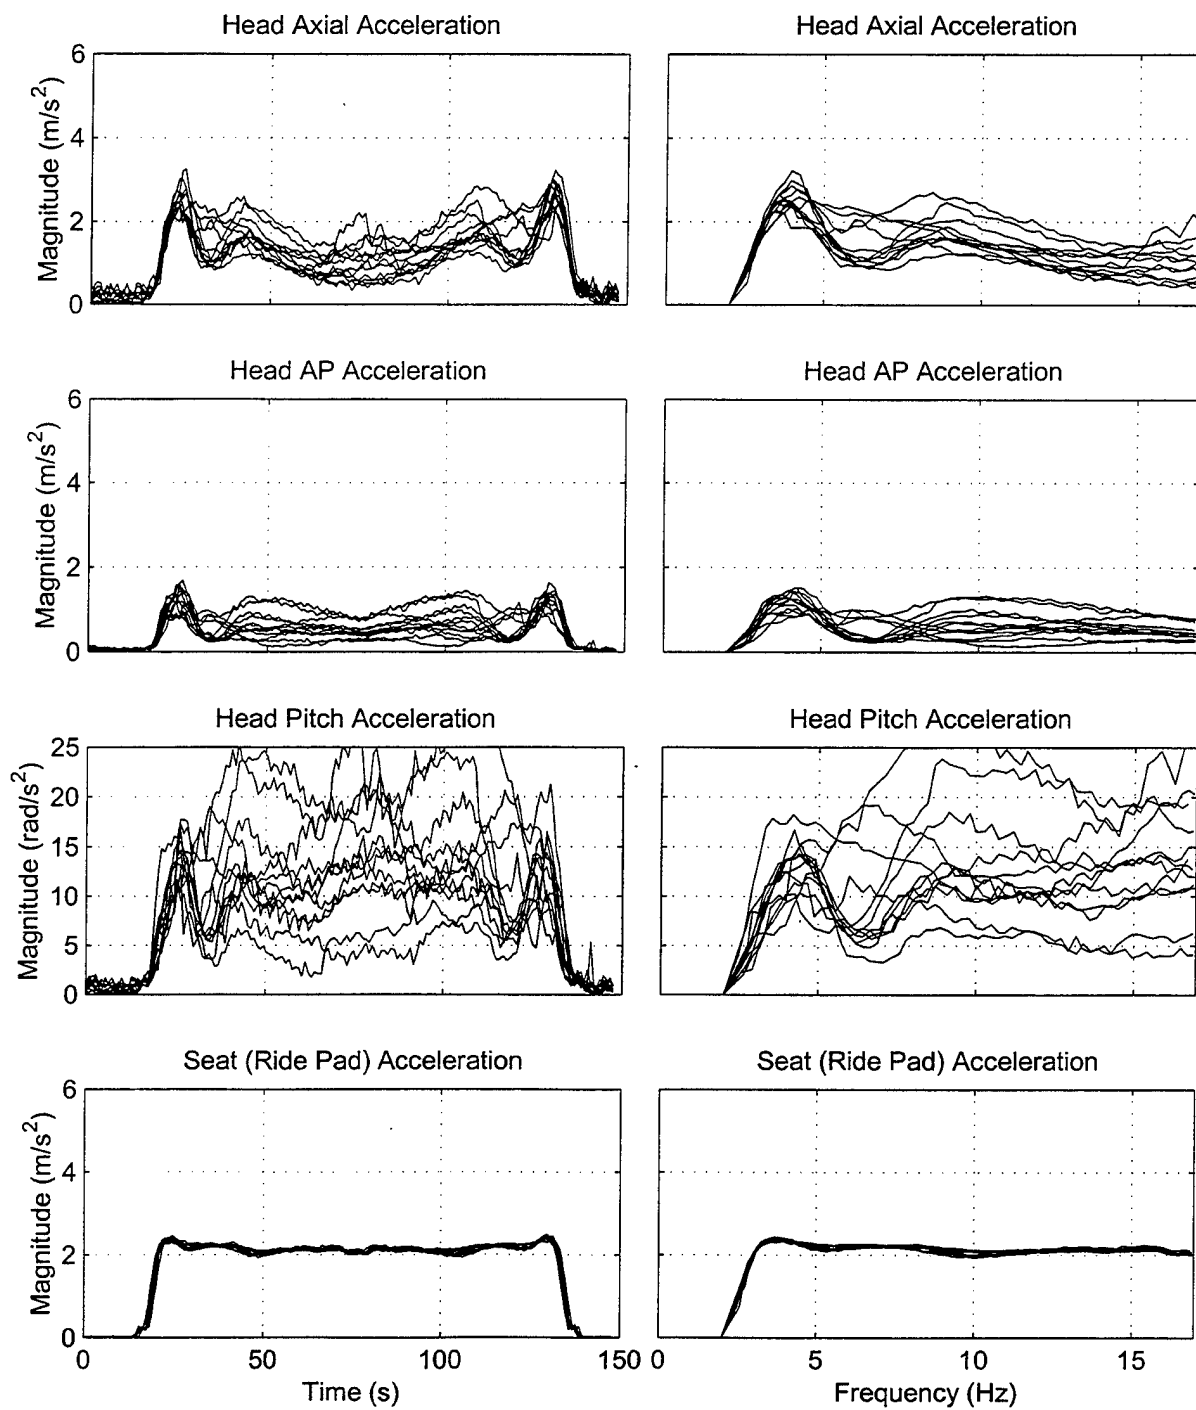 Head Axial Acceleration
Head Axial Acceleration
Magnitude (m/s²)
6
4
2
0
Head AP Acceleration
Head AP Acceleration
Magnitude (m/s²)
6
4
2
0
Head Pitch Acceleration
Head Pitch Acceleration
Magnitude (rad/s²)
25
20
15
10
5
0
Seat (Ride Pad) Acceleration
Seat (Ride Pad) Acceleration
Magnitude (m/s²)
6
4
2
0
0 50 100 150 0 5 10 15
Time (s)
Frequency (Hz)